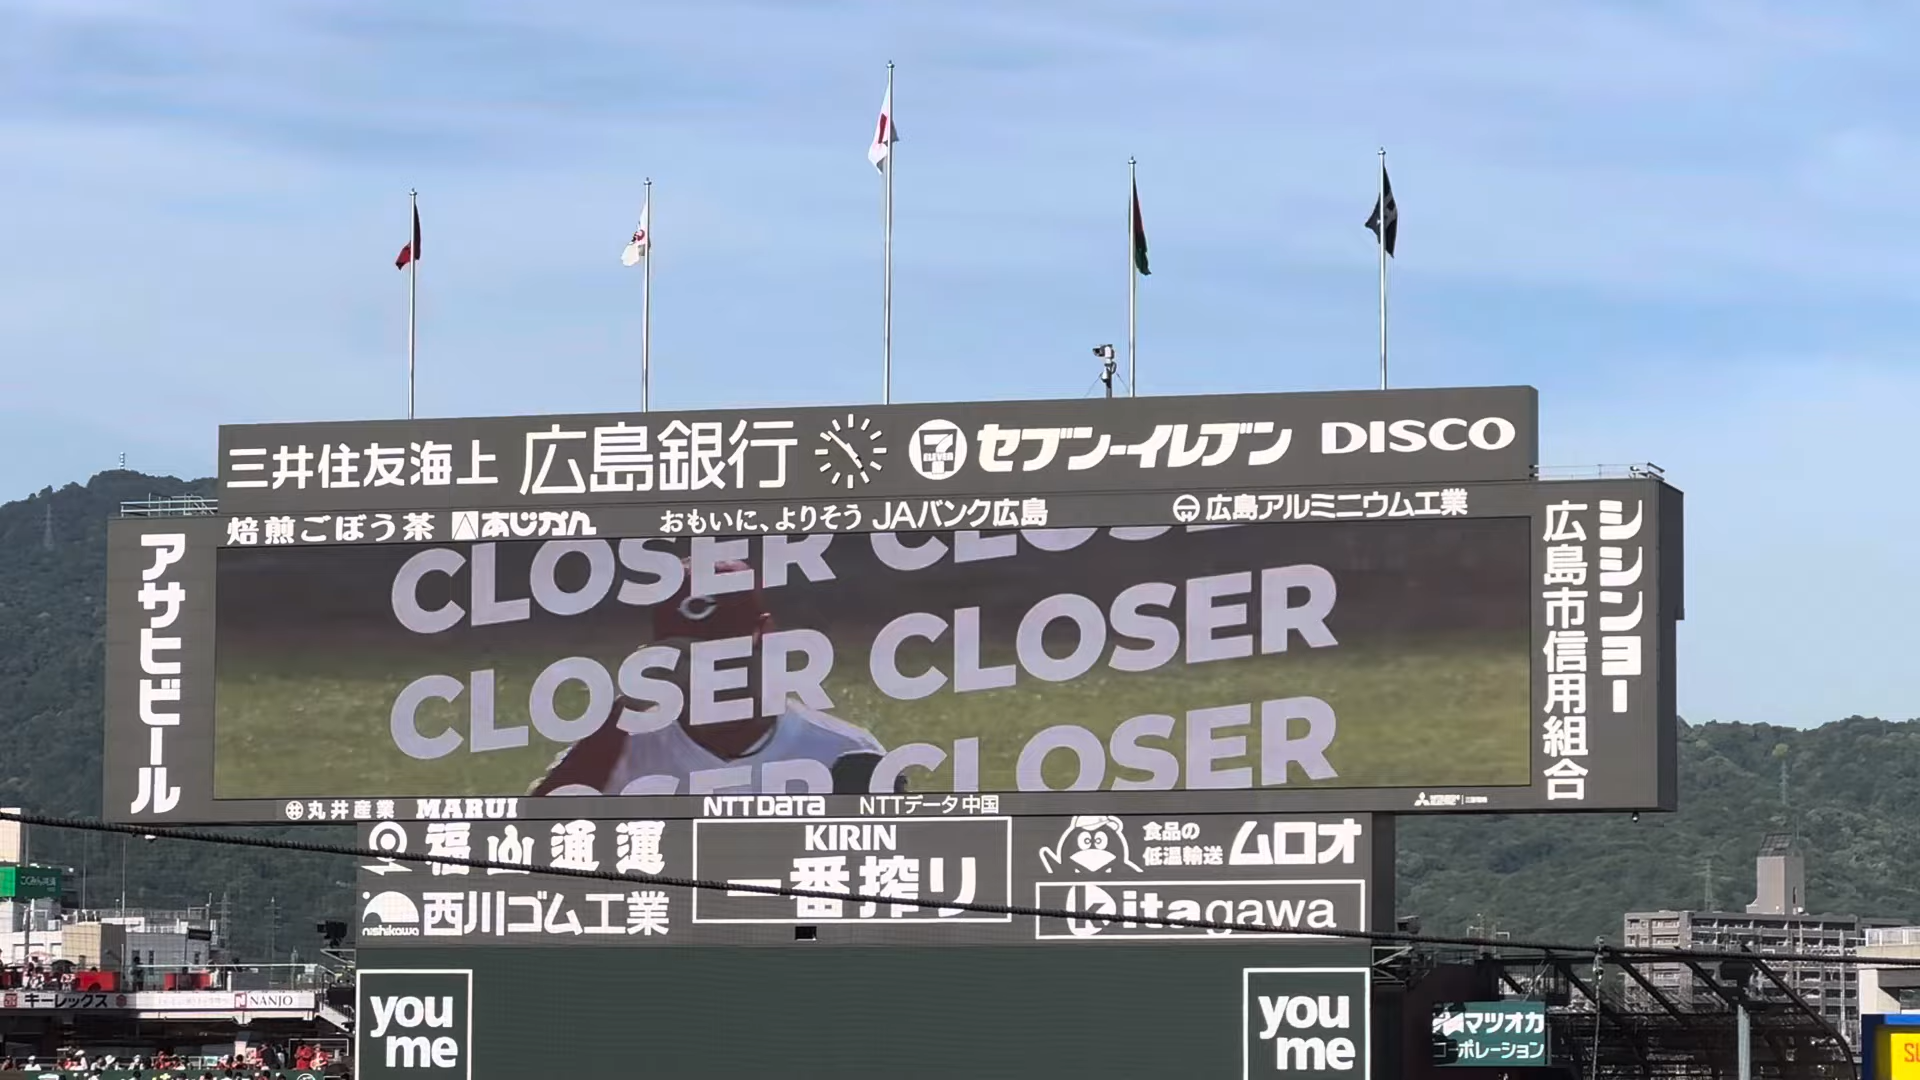 三井住友海上 広島銀行 7 ELEVEN セブン-イレブン DISCO
焙煎ごぼう茶 あじかん おもいに、よりそう JAバンク広島 広島アルミニウム工業
アサヒビール
CLOSER CLOSER
CLOSER CLOSER
CLOSER CLOSER
C
シシンヨー
広島市信用組合
丸井産業 MARUI NTT DATA NTTデータ中国
福山通運
nishikawa 西川ゴム工業
KIRIN
一番搾り
食品の
低温輸送 ムロオ
kitagawa
キーレックス NANJO
you
me
you
me
マツオカ
コーポレーション